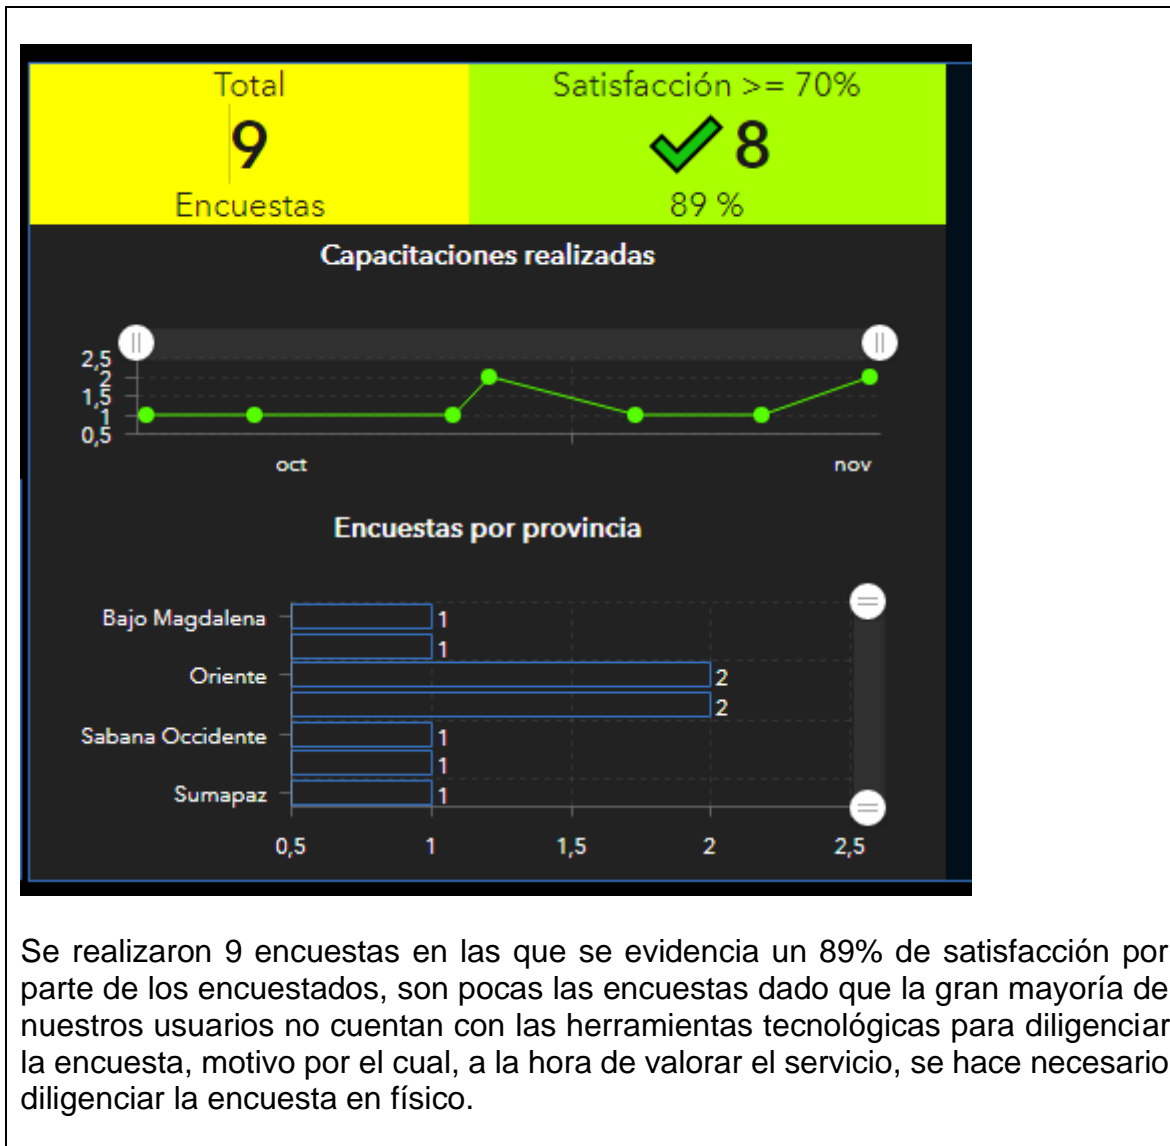 Total
9
Encuestas
Satisfacción >= 70%
8
89 %
Capacitaciones realizadas
2,5
2
1,5
1
0,5
oct
nov
Encuestas por provincia
Bajo Magdalena
1
1
Oriente
2
2
Sabana Occidente
1
1
Sumapaz
1
0,5
1
1,5
2
2,5
Se realizaron 9 encuestas en las que se evidencia un 89% de satisfacción por
parte de los encuestados, son pocas las encuestas dado que la gran mayoría de
nuestros usuarios no cuentan con las herramientas tecnológicas para diligenciar
la encuesta, motivo por el cual, a la hora de valorar el servicio, se hace necesario
diligenciar la encuesta en físico.